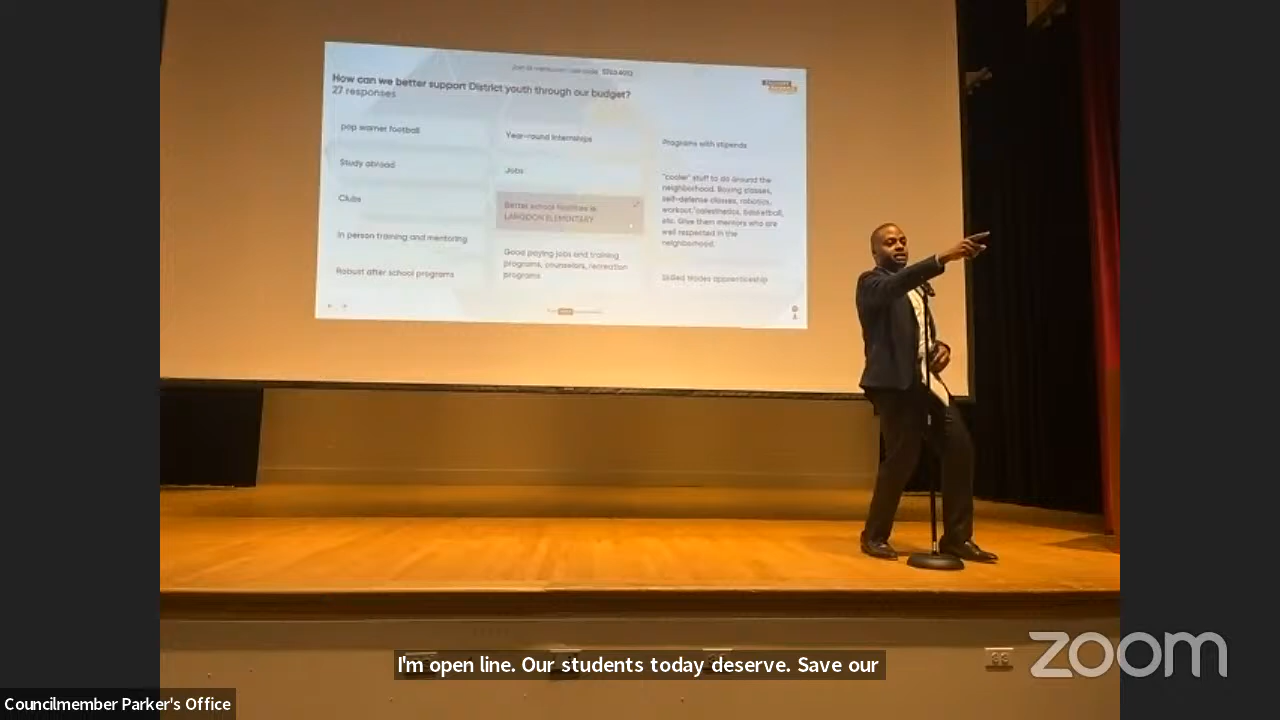 How can we better support District youth through our budget?
27 responses
pop warner football
Study abroad
Clubs
In person training and mentoring
Robust after school programs
Year-round internships
Jobs
Better school facilities ie
LANGDON ELEMENTARY
Good paying jobs and training
programs, counselors, recreation
programs
Programs with stipends
"cooler" stuff to do around the
neighborhood. Boxing classes,
self-defense classes, robotics,
etc. Give them mentors who are
well respected in the
neighborhood.
Skilled trades apprenticeship
I'm open line. Our students today deserve. Save our
zoom
Councilmember Parker's Office